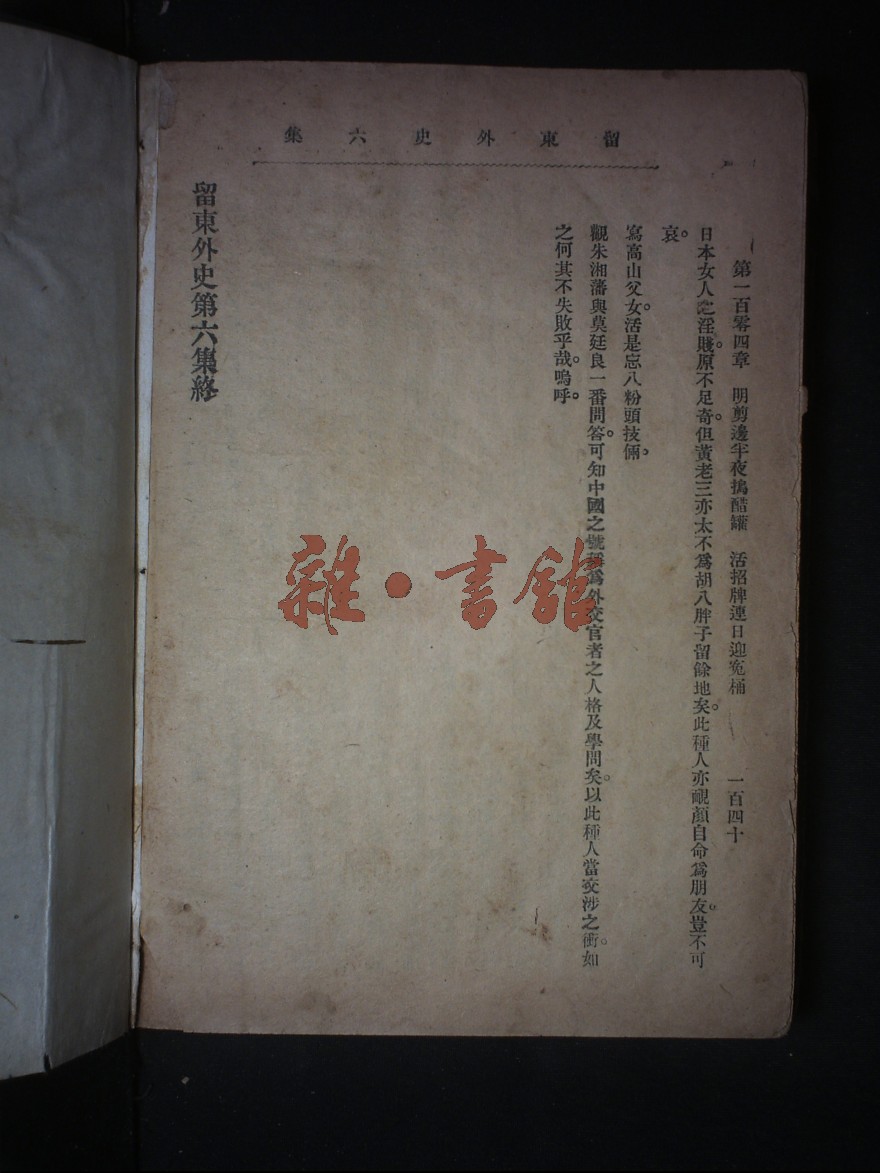 留東外史六集
第一百零四章　明剪邊半夜搗醋罐　活招牌連日迎冤桶　一百四十
日本女人之淫賤。原不足奇。但黃老三亦太不爲胡八胖子留餘地矣。此種人亦靦顏自命爲朋友。豈不可
哀。
寫高山父女。活是忘八粉頭技倆。
觀朱湘藩與莫廷良一番問答。可知中國之號稱爲外交官者之人格及學問矣。以此種人當交涉之衝。如
之何其不失敗乎哉。嗚呼。
留東外史第六集終
雜·書館